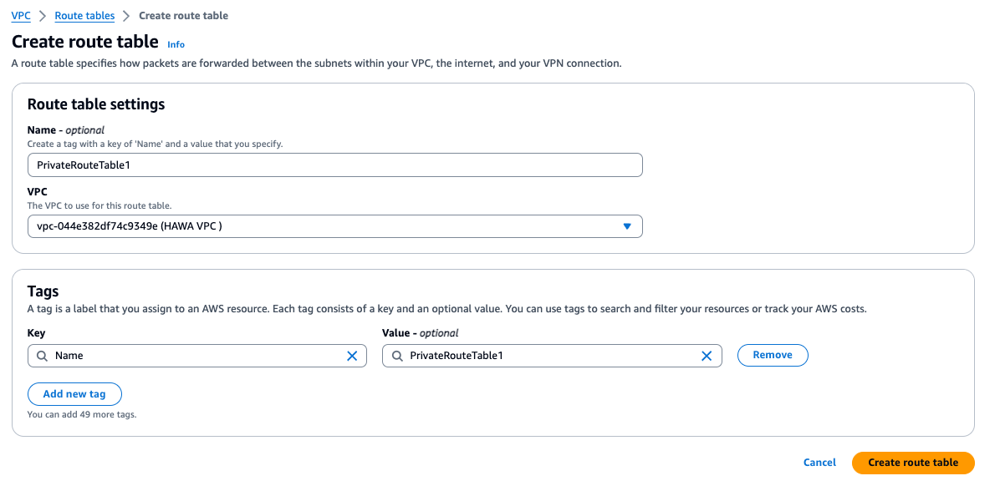 VPC > Route tables > Create route table
Create route table Info
A route table specifies how packets are forwarded between the subnets within your VPC, the internet, and your VPN connection.
Route table settings
Name - optional
Create a tag with a key of 'Name' and a value that you specify.
PrivateRouteTable1
VPC
The VPC to use for this route table.
vpc-044e382df74c9349e (HAWA VPC )
Tags
A tag is a label that you assign to an AWS resource. Each tag consists of a key and an optional value. You can use tags to search and filter your resources or track your AWS costs.
Key Value - optional
Name PrivateRouteTable1 Remove
Add new tag
You can add 49 more tags.
Cancel Create route table